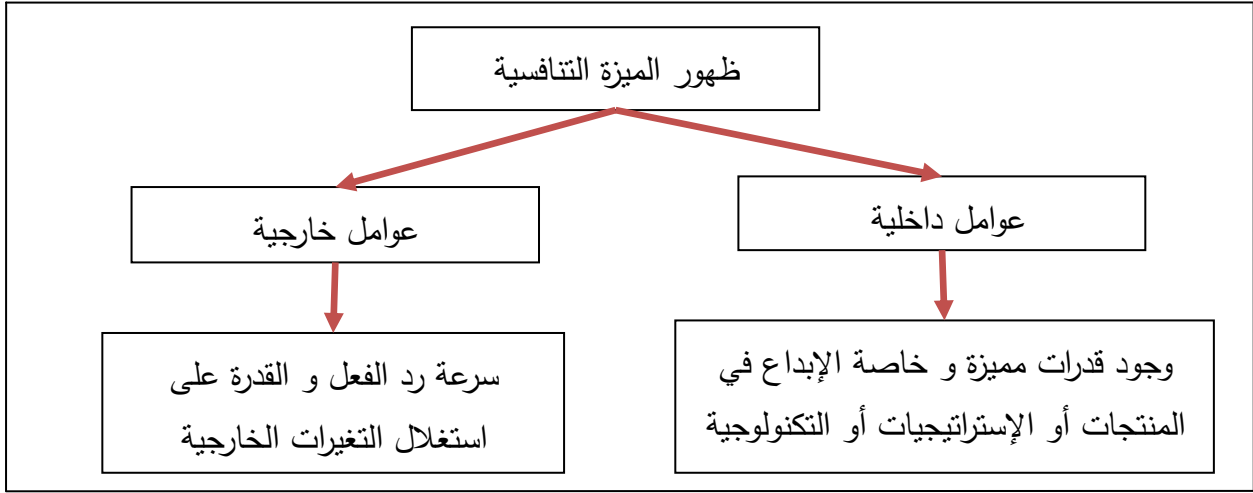 ظهور الميزة التنافسية
عوامل داخلية
عوامل خارجية
وجود قدرات مميزة و خاصة الإبداع في
المنتجات أو الإستراتيجيات أو التكنولوجية
سرعة رد الفعل و القدرة على
استغلال التغيرات الخارجية